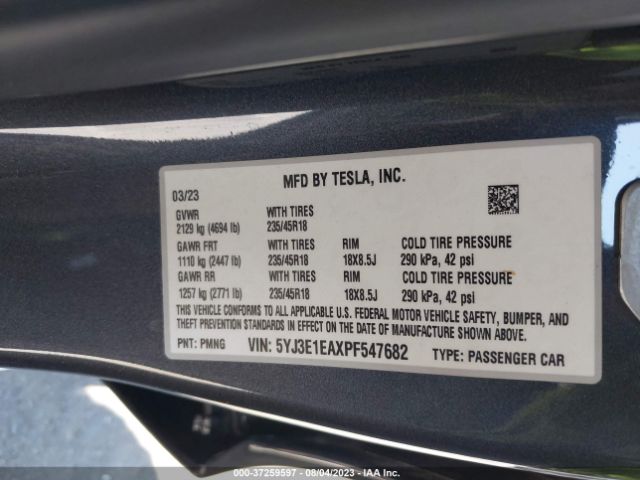 MFD BY TESLA, INC.
03/23
GVWR WITH TIRES
2129 kg (4694 lb) 235/45R18
GAWR FRT WITH TIRES RIM COLD TIRE PRESSURE
1110 kg (2447 lb) 235/45R18 18X8.5J 290 kPa, 42 psi
GAWR RR WITH TIRES RIM COLD TIRE PRESSURE
1257 kg (2771 lb) 235/45R18 18X8.5J 290 kPa, 42 psi
THIS VEHICLE CONFORMS TO ALL APPLICABLE U.S. FEDERAL MOTOR VEHICLE SAFETY, BUMPER, AND
THEFT PREVENTION STANDARDS IN EFFECT ON THE DATE OF MANUFACTURE SHOWN ABOVE.
PNT: PMNG VIN: 5YJ3E1EAXPF547682 TYPE: PASSENGER CAR
000-37259597 - 08/04/2023 - IAA Inc.